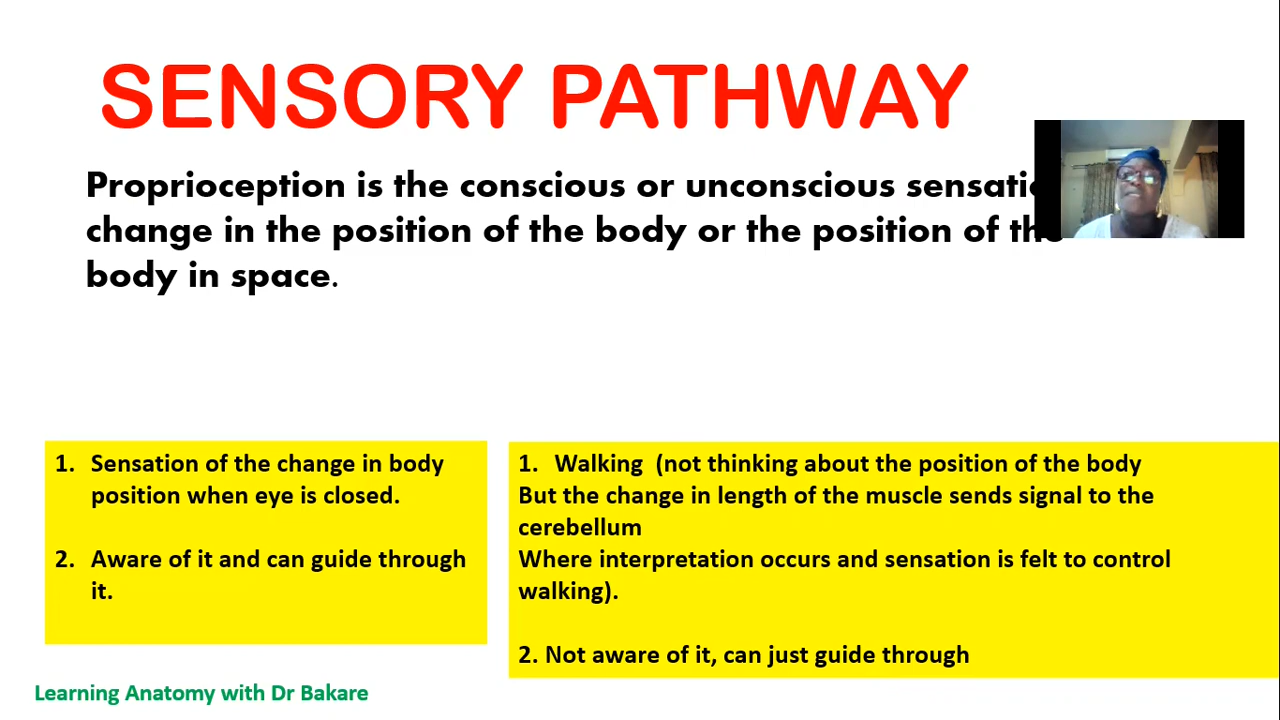 SENSORY PATHWAY
Proprioception is the conscious or unconscious
change in the position of the body or the position of the
body in space.
1. Sensation of the change in body
position when eye is closed.
2. Aware of it and can guide through
it.
1. Walking (not thinking about the position of the body
But the change in length of the muscle sends signal to the
cerebellum
Where interpretation occurs and sensation is felt to control
walking).
2. Not aware of it, can just guide through
Learning Anatomy with Dr Bakare